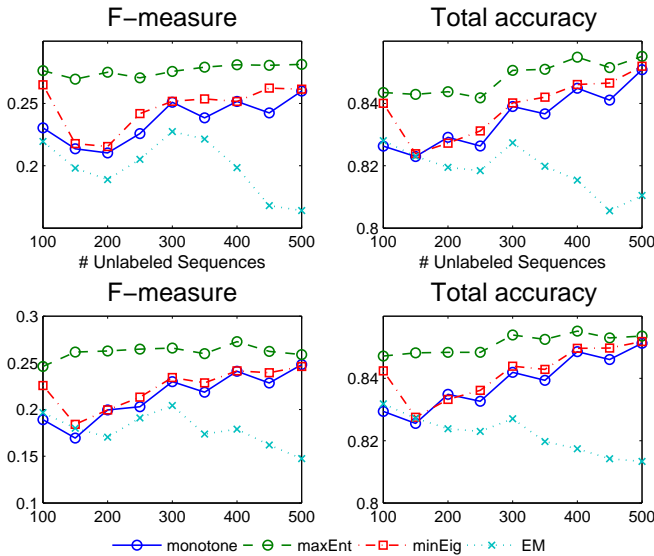 F−measure
Total accuracy
0.25
0.2
100 200 300 400 500
# Unlabeled Sequences
0.84
0.82
0.8
100 200 300 400 500
# Unlabeled Sequences
F−measure
Total accuracy
0.3
0.25
0.2
0.15
0.1
100 200 300 400 500
0.84
0.82
0.8
100 200 300 400 500
monotone maxEnt minEig EM